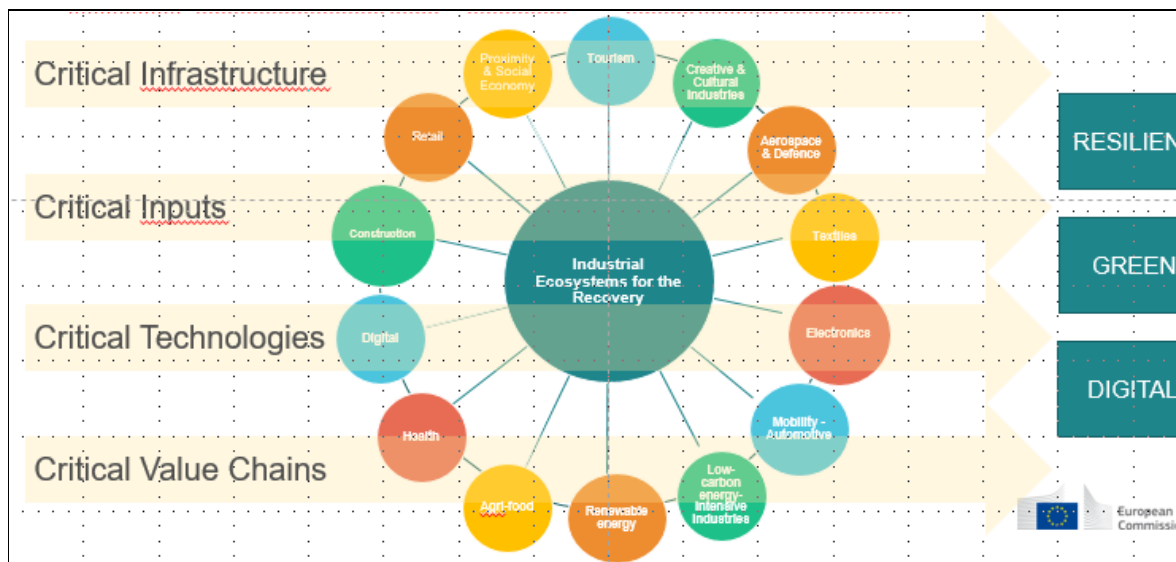 Critical Infrastructure
Critical Inputs
Critical Technologies
Critical Value Chains
Proximity
& Social
Economy
Tourism
Creative &
Cultural
Industries
Aerospace
& Defence
Textiles
Electronics
Mobility -
Automotive
Low-
carbon
energy-
Intensive
Industries
Renewable
energy
Agri-food
Health
Digital
Construction
Retail
Industrial
Ecosystems for the
Recovery
RESILIEN
GREEN
DIGITAL
European
Commissi